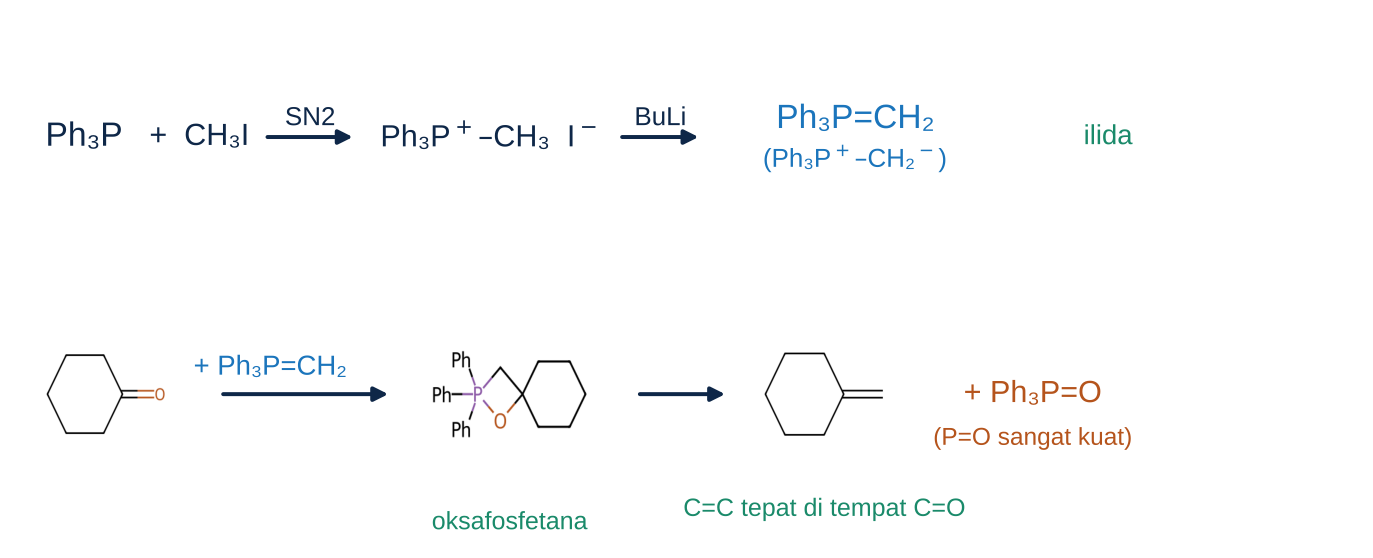 Ph₃P + CH₃I SN2 Ph₃P⁺–CH₃ I⁻ BuLi Ph₃P=CH₂ ilida
(Ph₃P⁺–CH₂⁻)
O + Ph₃P=CH₂ Ph Ph P Ph O + Ph₃P=O
(P=O sangat kuat)
oksafosfetana C=C tepat di tempat C=O